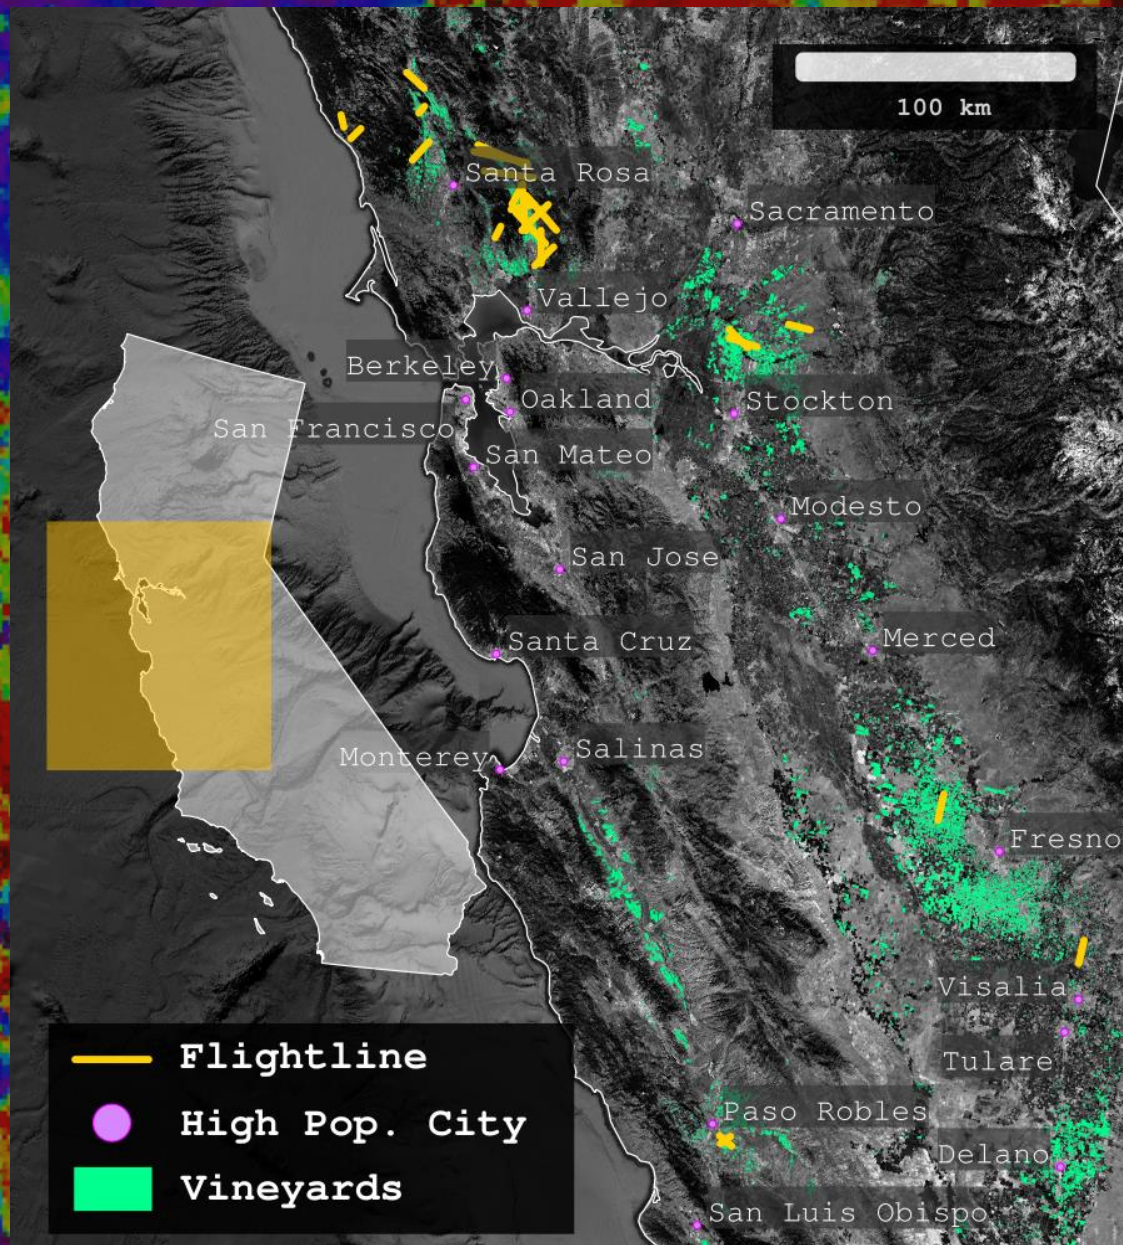 100 km
Santa Rosa
Sacramento
Vallejo
Berkeley
Oakland
Stockton
San Francisco
San Mateo
Modesto
San Jose
Santa Cruz
Merced
Monterey
Salinas
Fresno
Visalia
Tulare
Paso Robles
Delano
San Luis Obispo
Flightline
High Pop. City
Vineyards